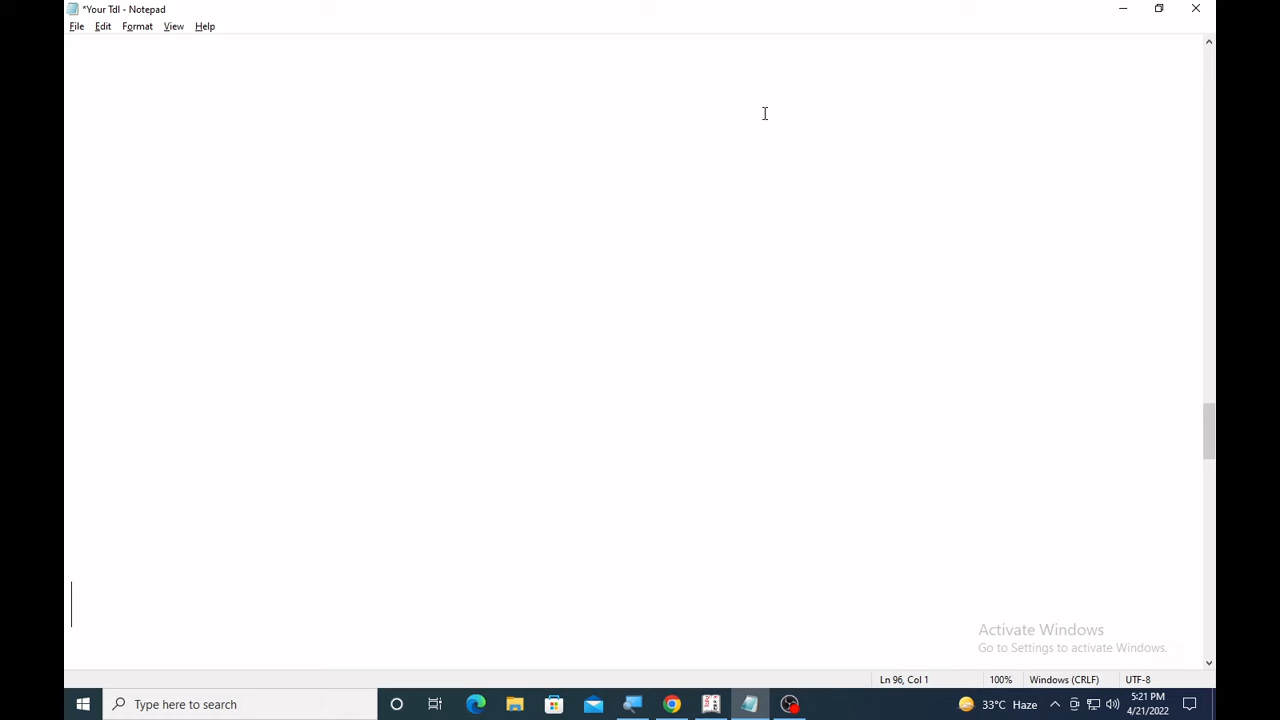 *Your Tdl - Notepad
File Edit Format View Help
Activate Windows
Go to Settings to activate Windows.
Ln 96, Col 1 100% Windows (CRLF) UTF-8
Type here to search 33°C Haze 5:21 PM
4/21/2022